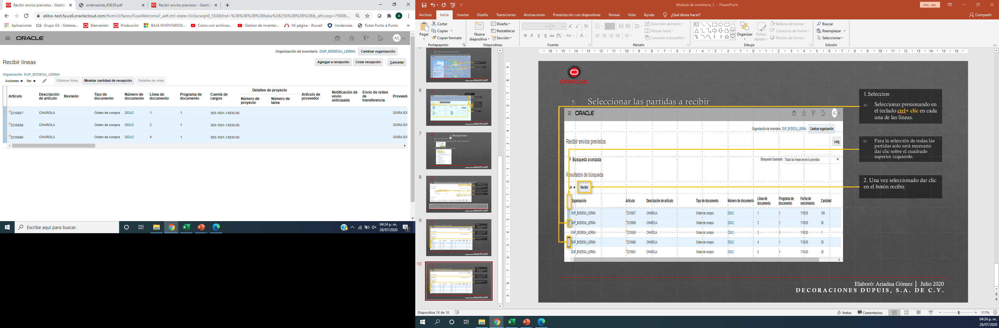 Recibir envíos previstos - Gestión
ordensalida_65629.pdf
Recibir envíos previstos - Gestión
ekbw-test.fa.us6.oraclecloud.com/fscmUI/faces/FuseWelcome?_adf.ctrl-state=5n3scwqn0_550&fnd=%3B%3B%3B%3Bfalse%3B256%3B%3B%3B&_afrLoop=75808...
A
Aplicaciones
GS Grupo GS - Sistema...
Bienvenido
Producción
BAJA INVENTARIOS...
Como unir archivos...
Gestion de inventar...
Mi página - Bluwall
Incidencias
Rutas Punto a Punto
»
ORACLE
AG
Organización de inventario DUP_BODEGA_LERMA Cambiar organización
Recibir líneas
Agregar a recepción Crear recepción Cancelar
Organización: DUP_BODEGA_LERMA
Acciones Ver Eliminar línea Mostrar cantidad de recepción Detalles de vista
Artículo
Descripción de artículo
Revisión
Tipo de documento
Número de documento
Línea de documento
Programa de documento
Cuenta de cargos
Detalles de proyecto
Número de proyecto
Número de tarea
Artículo de proveedor
Notificación de envío anticipada
Envío de orden de transferencia
Proveed
2215657 CHAROLA Orden de compra DDU2 1 1 303-1501-13035-00 GORA EX
2215658 CHAROLA Orden de compra DDU2 2 1 303-1501-13035-00 GORA EX
2215660 CHAROLA Orden de compra DDU2 4 1 303-1501-13035-00 GORA EX
Escribe aquí para buscar.
04:24 p. m.
28/07/2020
1
Modulo de inventario_1 - PowerPoint
Inic. ses.
Archivo Inicio Insertar Diseño Transiciones Animaciones Presentación con diapositivas Revisar Vista Ayuda ¿Qué desea hacer? Compartir
Pegar
Cortar
Copiar
Copiar formato
Portapapeles
Nueva diapositiva
Diseño
Restablecer
Sección
Diapositivas
11
N K S S abc AV Aa A
Fuente
Dirección del texto
Alinear texto
Convertir a SmartArt
Párrafo
Organizar
Estilos rápidos
Relleno de forma
Contorno de forma
Efectos de forma
Dibujo
Buscar
Reemplazar
Seleccionar
Edición
6
7
1. Recepciones
8
9
10
ORACLE
5. Seleccionar las partidas a recibir
1.Seleccion
a) Seleccionar presionando en
el teclado ctrl+ clic en cada
una de las líneas.
b) Para la selección de todas las
partidas solo será necesario
dar clic sobre el cuadrado
superior izquierdo.
2. Una vez seleccionado dar clic
en el botón recibir.
ORACLE
AG
Organización de inventario DUP_BODEGA_LERMA Cambiar organización
Recibir envíos previstos
Listo
Búsqueda avanzada
Búsqueda Guardada Todas las líneas de envío previstas
Resultados de búsqueda
Ver Recibir
Organización
Artículo
Descripción de artículo
Tipo de documento
Número de documento
Línea de documento
Programa de documento
Fecha de vencimiento
Cantidad
DUP_BODEGA_LERMA 2215657 CHAROLA Orden de compra DDU2 1 1 7/10/20 100
DUP_BODEGA_LERMA 2215658 CHAROLA Orden de compra DDU2 2 1 7/10/20 50
DUP_BODEGA_LERMA 2215659 CHAROLA Orden de compra DDU2 3 1 7/10/20 1
DUP_BODEGA_LERMA 2215660 CHAROLA Orden de compra DDU2 4 1 7/10/20 20
DUP_BODEGA_LERMA 2215661 CHAROLA Orden de compra DDU2 5 1 7/10/20 20
Elaboró: Ariadna Gómez | Julio 2020
DECORACIONES DUPUIS, S.A. DE C.V.
Diapositiva 10 de 10
Notas Comentarios
111%
04:24 p. m.
28/07/2020